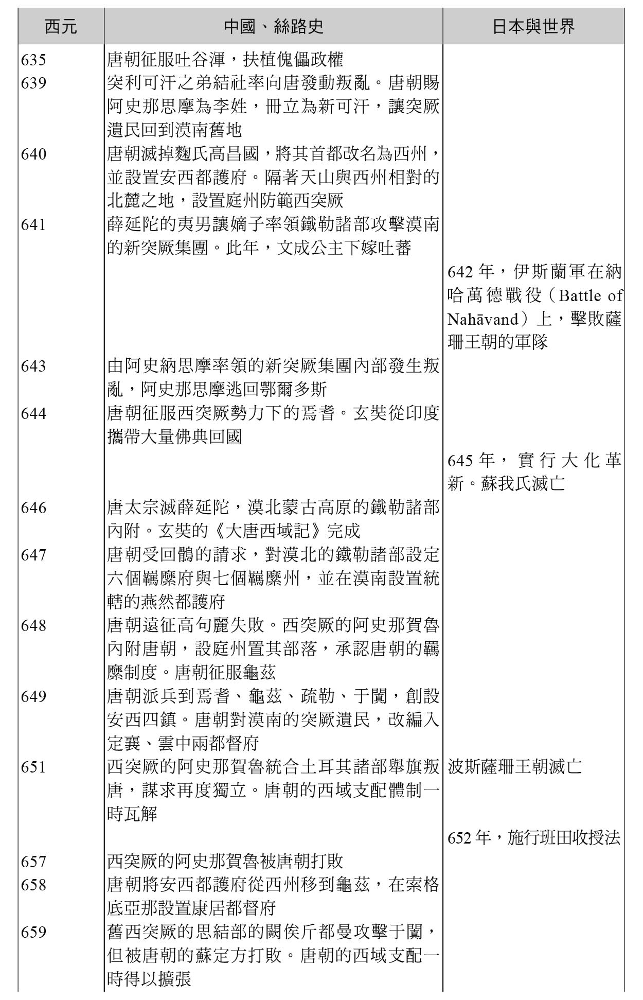 西元 中國、絲路史 日本與世界
635 唐朝征服吐谷渾，扶植傀儡政權
639 突利可汗之弟結社率向唐發動叛亂。唐朝賜
阿史那思摩為李姓，冊立為新可汗，讓突厥
遺民回到漠南舊地
640 唐朝滅掉麴氏高昌國，將其首都改名為西州，
並設置安西都護府。隔著天山與西州相對的
北麓之地，設置庭州防範西突厥
641 薛延陀的夷男讓嫡子率領鐵勒諸部攻擊漠南
的新突厥集團。此年，文成公主下嫁吐蕃
642 年，伊斯蘭軍在納
哈萬德戰役（Battle of
Nahāvand）上，擊敗薩
珊王朝的軍隊
643 由阿史納思摩率領的新突厥集團內部發生叛
亂，阿史那思摩逃回鄂爾多斯
644 唐朝征服西突厥勢力下的焉耆。玄奘從印度
攜帶大量佛典回國
645 年，實行大化革
新。蘇我氏滅亡
646 唐太宗滅薛延陀，漠北蒙古高原的鐵勒諸部
內附。玄奘的《大唐西域記》完成
647 唐朝受回鶻的請求，對漠北的鐵勒諸部設定
六個羈縻府與七個羈縻州，並在漠南設置統
轄的燕然都護府
648 唐朝遠征高句麗失敗。西突厥的阿史那賀魯
內附唐朝，設庭州置其部落，承認唐朝的羈
縻制度。唐朝征服龜茲
649 唐朝派兵到焉耆、龜茲、疏勒、于闐，創設
安西四鎮。唐朝對漠南的突厥遺民，改編入
定襄、雲中兩都督府
651 西突厥的阿史那賀魯統合土耳其諸部舉旗叛 波斯薩珊王朝滅亡
唐，謀求再度獨立。唐朝的西域支配體制一
時瓦解
652 年，施行班田收授法
657 西突厥的阿史那賀魯被唐朝打敗
658 唐朝將安西都護府從西州移到龜茲，在索格
底亞那設置康居都督府
659 舊西突厥的思結部的闕俟斤都曼攻擊于闐，
但被唐朝的蘇定方打敗。唐朝的西域支配一
時得以擴張